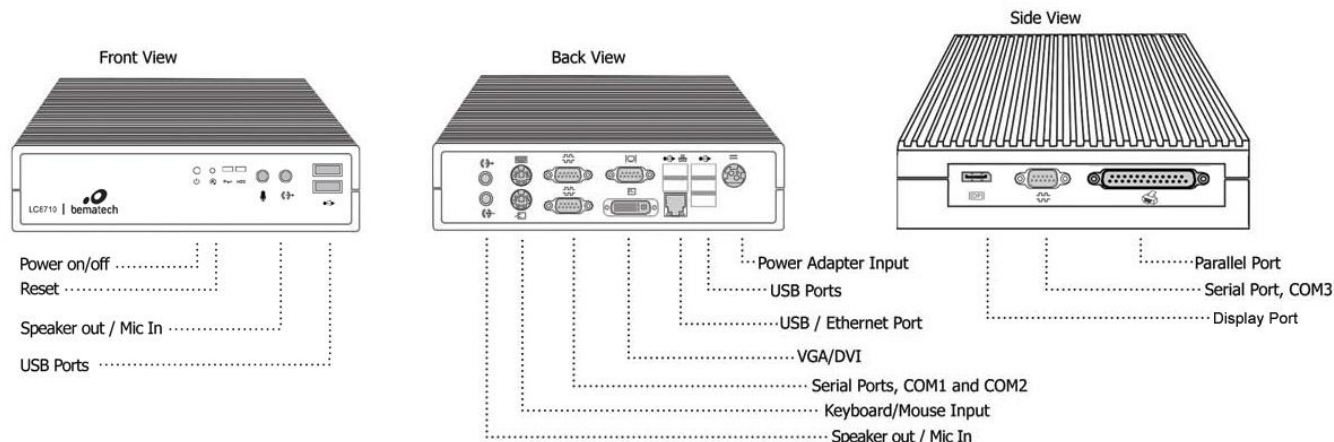 Front View
Pwr HDD
LC8710 | bematech
Power on/off
Reset
Speaker out / Mic In
USB Ports
Back View
Power Adapter Input
USB Ports
USB / Ethernet Port
VGA/DVI
Serial Ports, COM1 and COM2
Keyboard/Mouse Input
Speaker out / Mic In
Side View
Parallel Port
Serial Port, COM3
Display Port